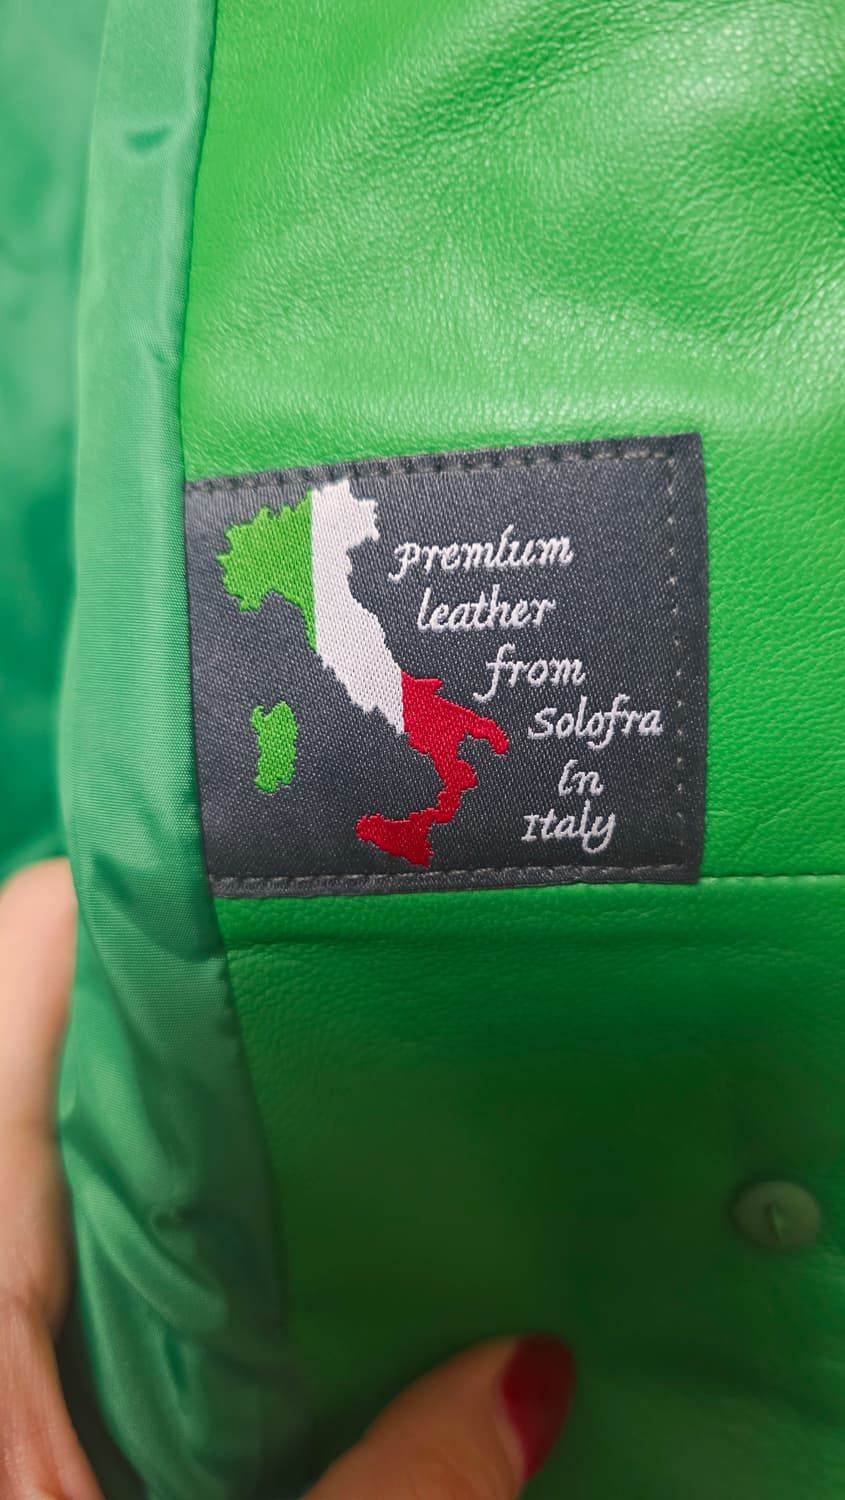 Premium
leather
from
Solofra
in
Italy